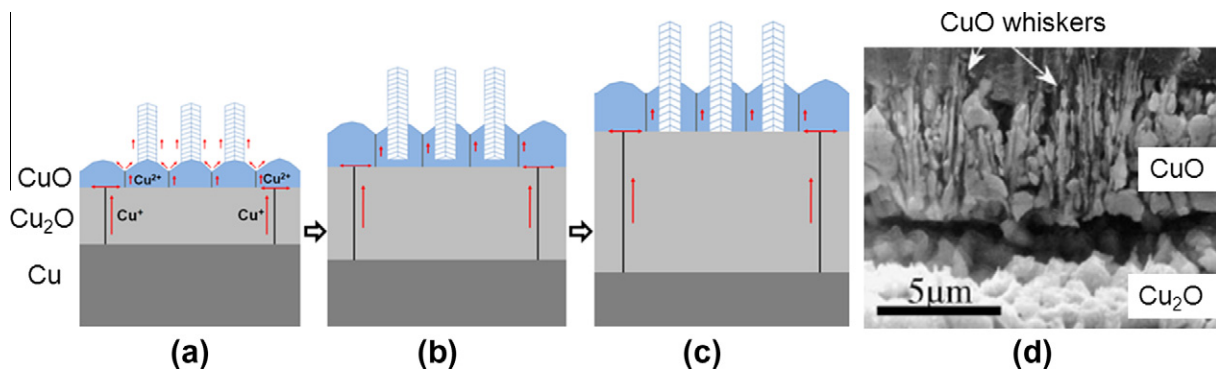 CuO whiskers
CuO
Cu²⁺
Cu²⁺
Cu₂O
Cu⁺
Cu⁺
Cu
CuO
Cu₂O
5µm
(a)
(b)
(c)
(d)